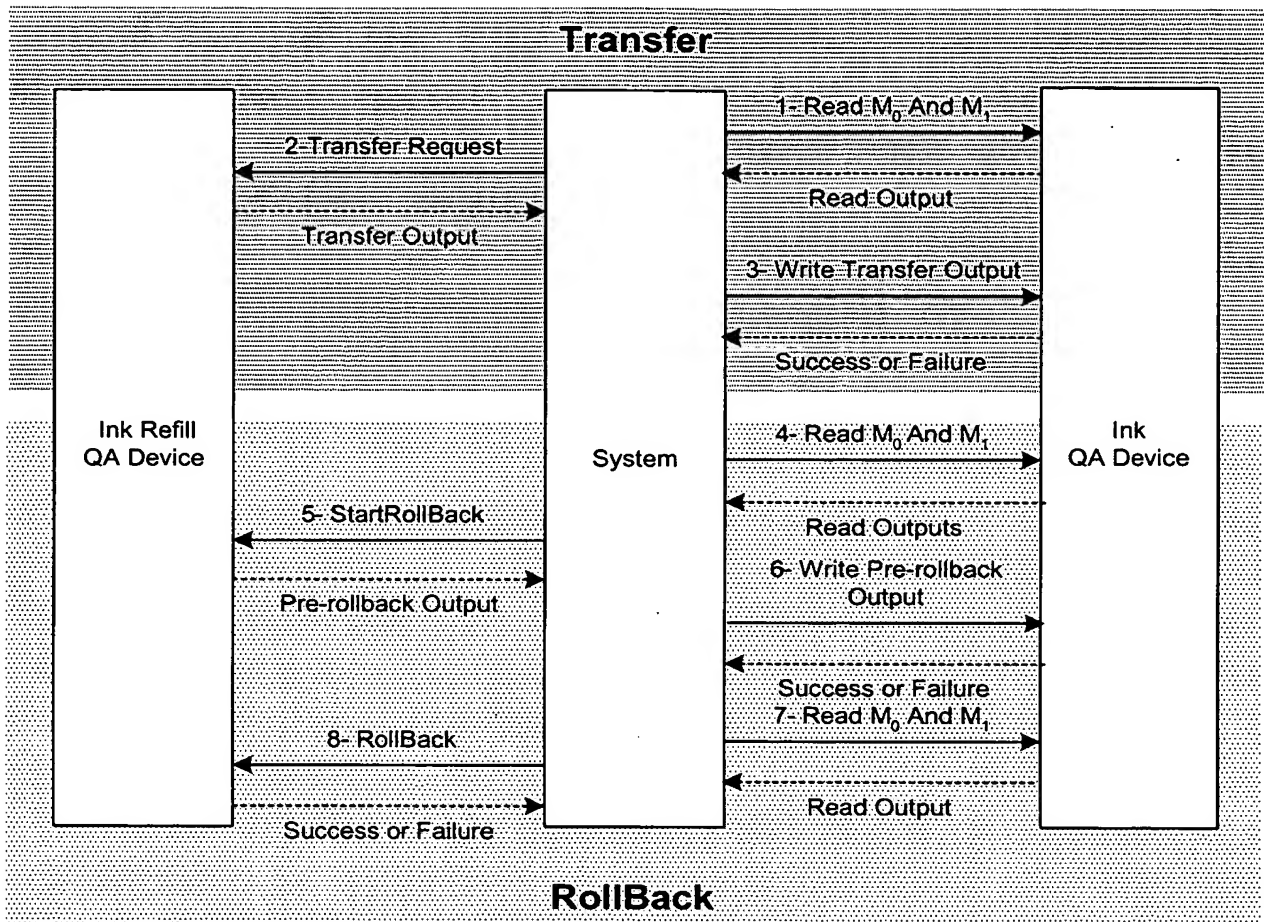 Transfer
1- Read M₀ And M₁
2-Transfer Request
Read Output
Transfer Output
3- Write Transfer Output
Success or Failure
Ink Refill
QA Device
System
Ink
QA Device
4- Read M₀ And M₁
Read Outputs
5- StartRollBack
6- Write Pre-rollback
Output
Pre-rollback Output
Success or Failure
7- Read M₀ And M₁
8- RollBack
Read Output
Success or Failure
RollBack